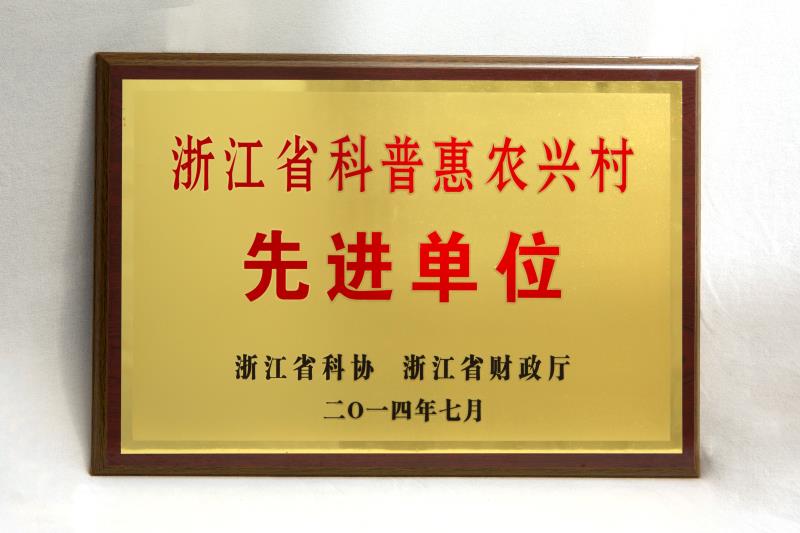 浙江省科普惠农兴村
先进单位
浙江省科协 浙江省财政厅
二〇一四年七月